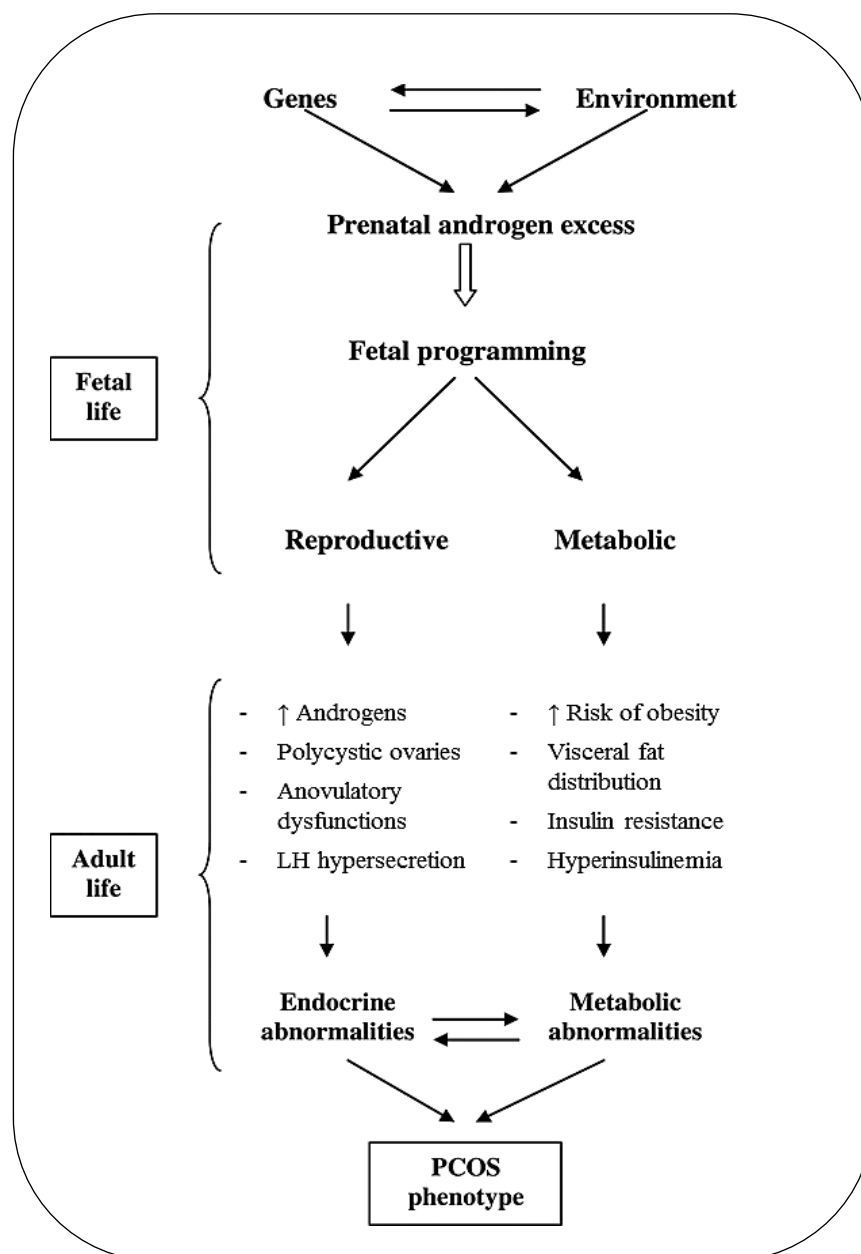 Genes
Environment
Prenatal androgen excess
Fetal programming
Fetal
life
Reproductive
Metabolic
- ↑ Androgens
- Polycystic ovaries
- Anovulatory
dysfunctions
- LH hypersecretion
- ↑ Risk of obesity
- Visceral fat
distribution
- Insulin resistance
- Hyperinsulinemia
Adult
life
Endocrine
abnormalities
Metabolic
abnormalities
PCOS
phenotype